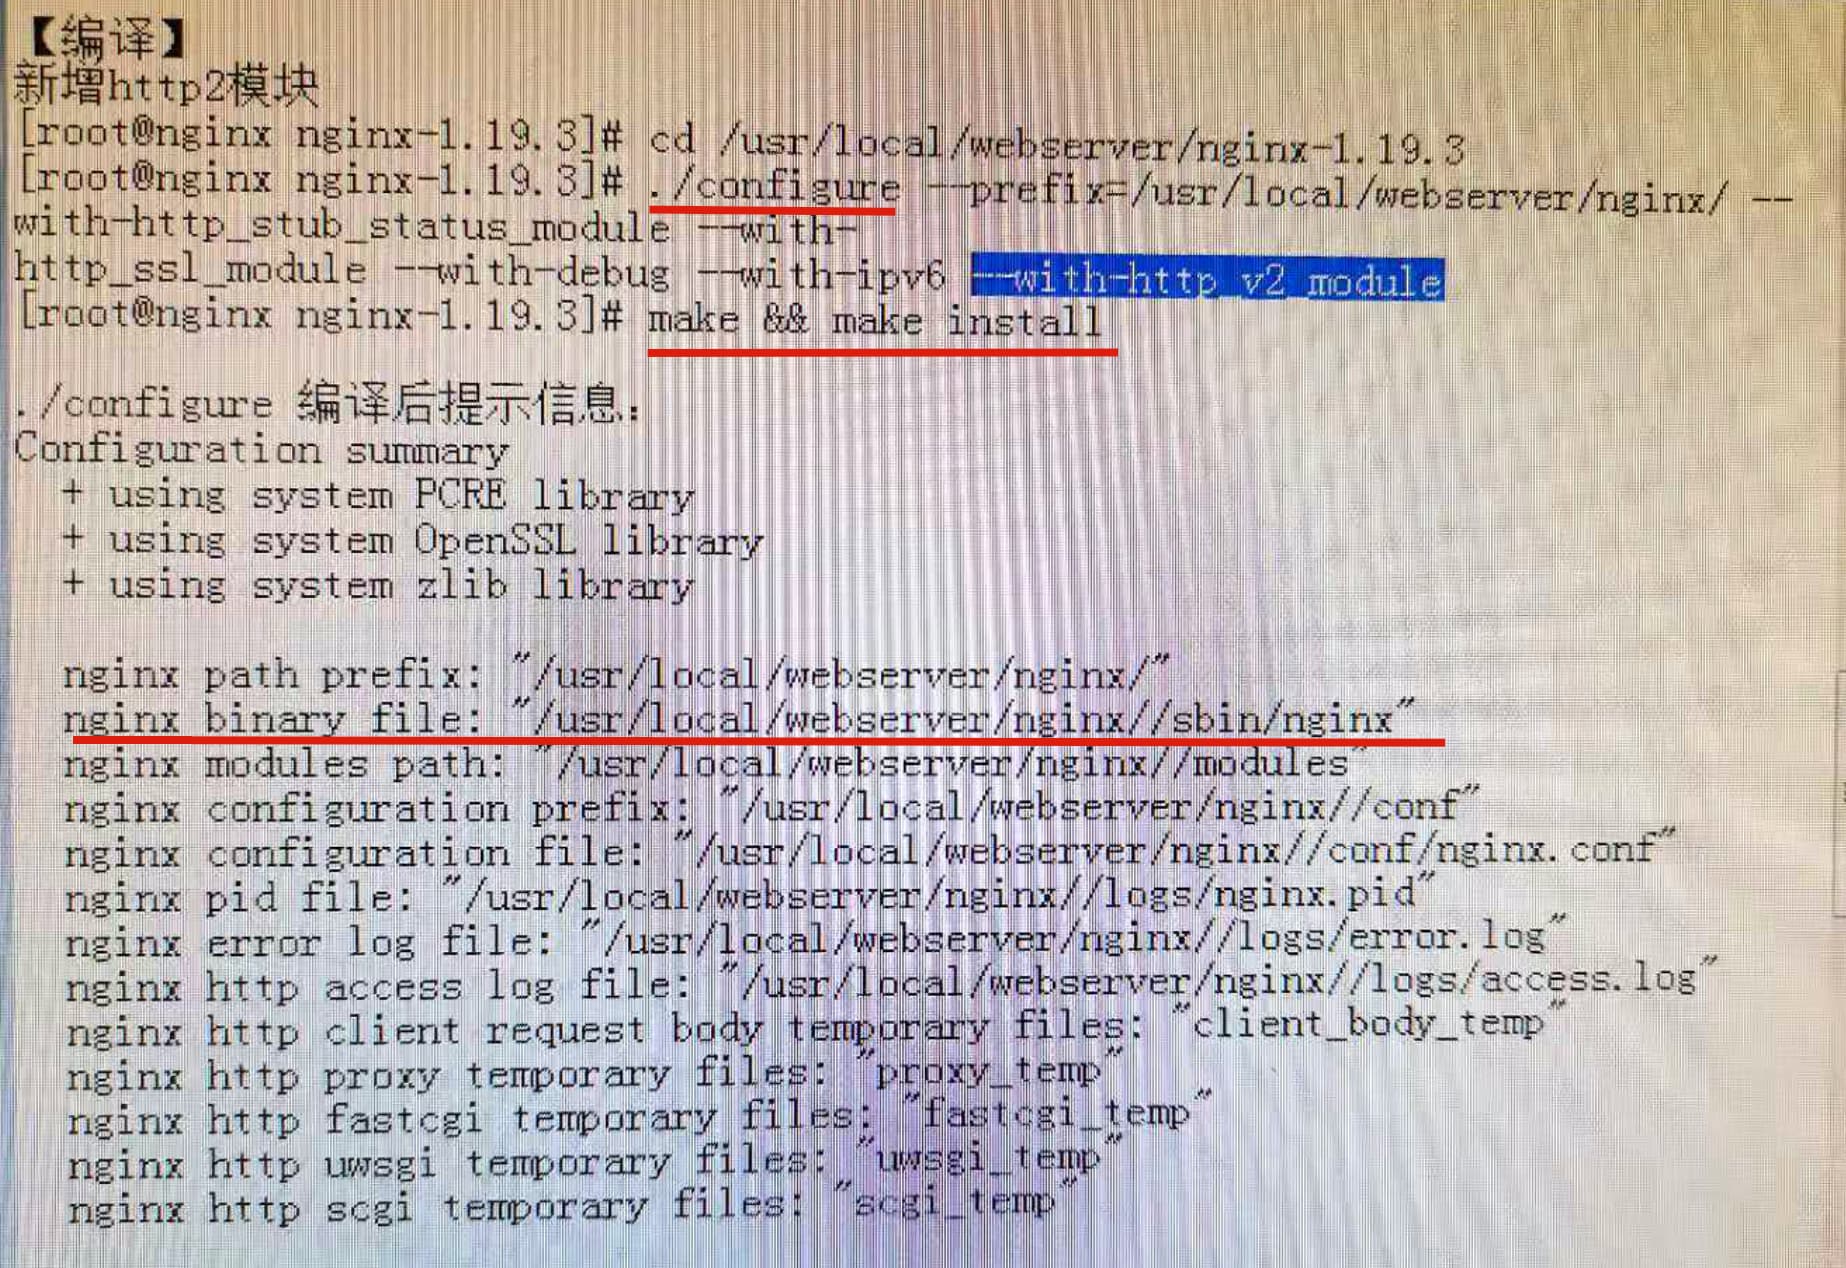 【编译】
新增http2模块
[root@nginx nginx-1.19.3]# cd /usr/local/webserver/nginx-1.19.3
[root@nginx nginx-1.19.3]# ./configure --prefix=/usr/local/webserver/nginx/ --
with-http_stub_status_module --with-
http_ssl_module --with-debug --with-ipv6 --with-http_v2_module
[root@nginx nginx-1.19.3]# make && make install
./configure 编译后提示信息:
Configuration summary
+ using system PCRE library
+ using system OpenSSL library
+ using system zlib library
nginx path prefix: "/usr/local/webserver/nginx/"
nginx binary file: "/usr/local/webserver/nginx//sbin/nginx"
nginx modules path: "/usr/local/webserver/nginx//modules"
nginx configuration prefix: "/usr/local/webserver/nginx//conf"
nginx configuration file: "/usr/local/webserver/nginx//conf/nginx.conf"
nginx pid file: "/usr/local/webserver/nginx//logs/nginx.pid"
nginx error log file: "/usr/local/webserver/nginx//logs/error.log"
nginx http access log file: "/usr/local/webserver/nginx//logs/access.log"
nginx http client request body temporary files: "client_body_temp"
nginx http proxy temporary files: "proxy_temp"
nginx http fastcgi temporary files: "fastcgi_temp"
nginx http uwsgi temporary files: "uwsgi_temp"
nginx http scgi temporary files: "scgi_temp"